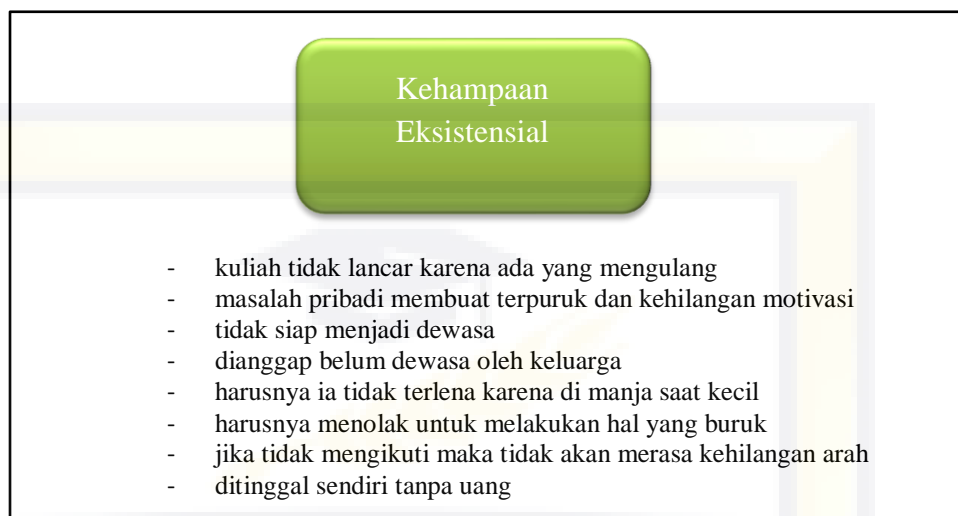 Kehampaan
Eksistensial
- kuliah tidak lancar karena ada yang mengulang
- masalah pribadi membuat terpuruk dan kehilangan motivasi
- tidak siap menjadi dewasa
- dianggap belum dewasa oleh keluarga
- harusnya ia tidak terlena karena di manja saat kecil
- harusnya menolak untuk melakukan hal yang buruk
- jika tidak mengikuti maka tidak akan merasa kehilangan arah
- ditinggal sendiri tanpa uang